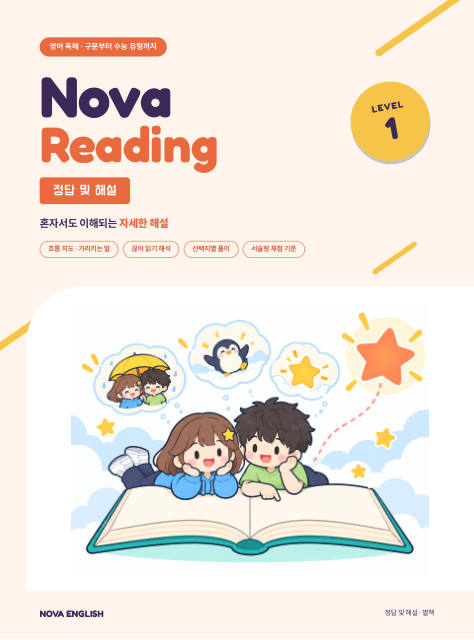 영어 독해 · 구문부터 수능 유형까지
Nova
Reading
LEVEL
1
정답 및 해설
혼자서도 이해되는 자세한 해설
흐름 지도 · 가리키는 말
끊어 읽기 해석
선택지별 풀이
서술형 채점 기준
NOVA ENGLISH
정답 및 해설 · 별책